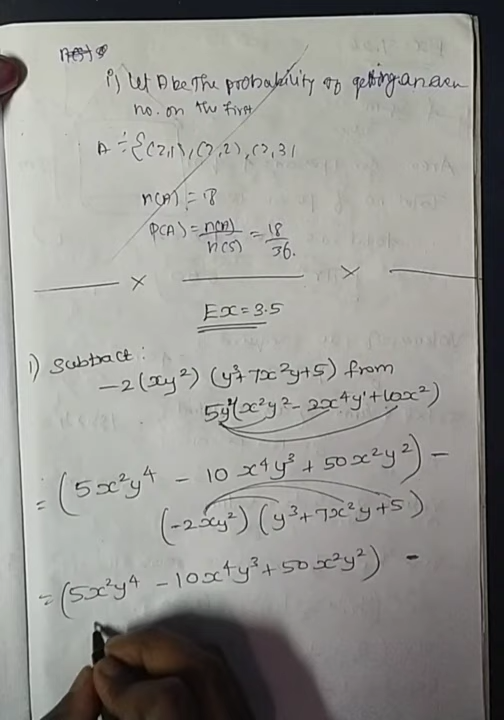 i) Let A be the probability of getting an even
no. on the first
A = {(2,1), (2,2), (2,3)
n(A) = 18
P(A) = n(A)/n(S) = 18/36.
x x
Ex = 3.5
1) Subtract:
-2(xy²) (y³+7x²y+5) from
5y²(x²y² - 2x⁴y + 10x²)
= (5x²y⁴ - 10x⁴y³ + 50x²y²) -
(-2xy²) (y³+7x²y+5)
= (5x²y⁴ - 10x⁴y³ + 50x²y²) -